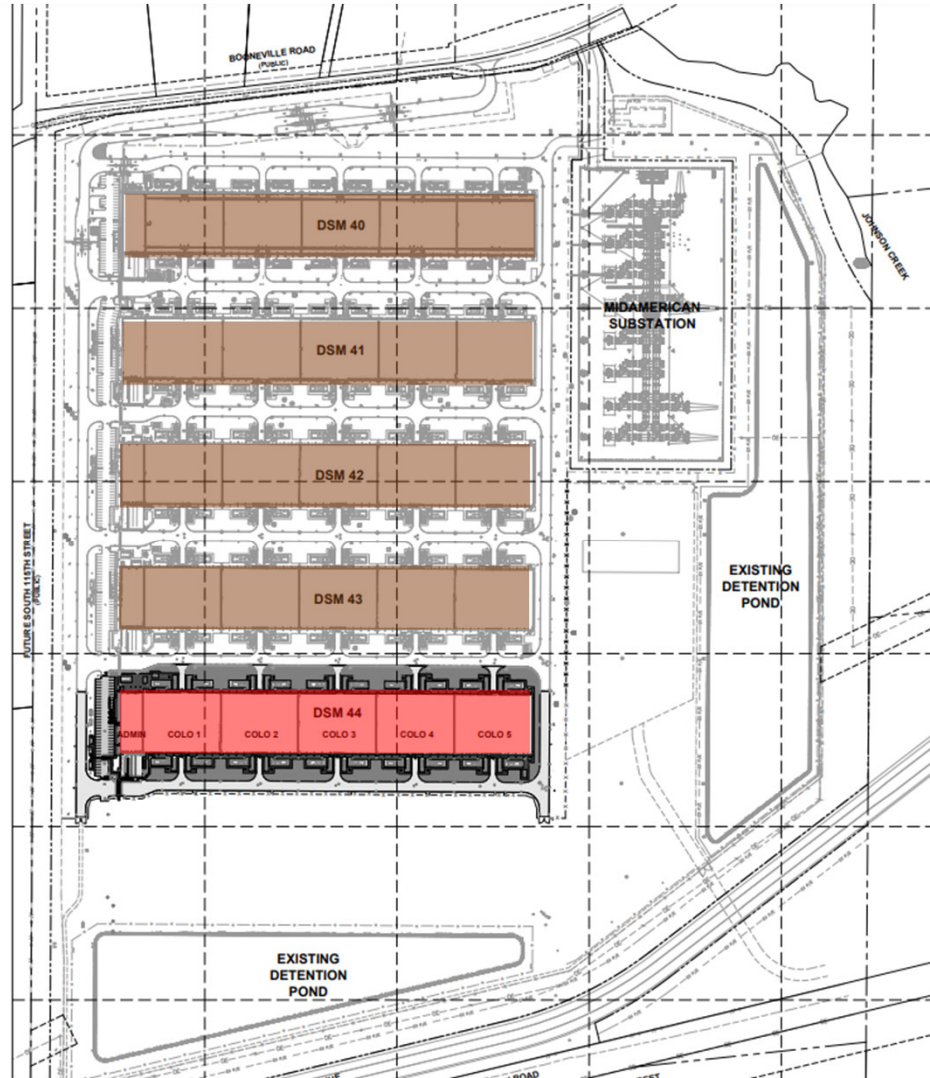 BOONEVILLE ROAD
(PUBLIC)
DSM 40
JOHNSON CREEK
MIDAMERICAN
SUBSTATION
DSM 41
DSM 42
FUTURE SOUTH 115TH STREET
(PUBLIC)
EXISTING
DETENTION
POND
DSM 43
DSM 44
ADMIN
COLO 1
COLO 2
COLO 3
COLO 4
COLO 5
EXISTING
DETENTION
POND
ROAD